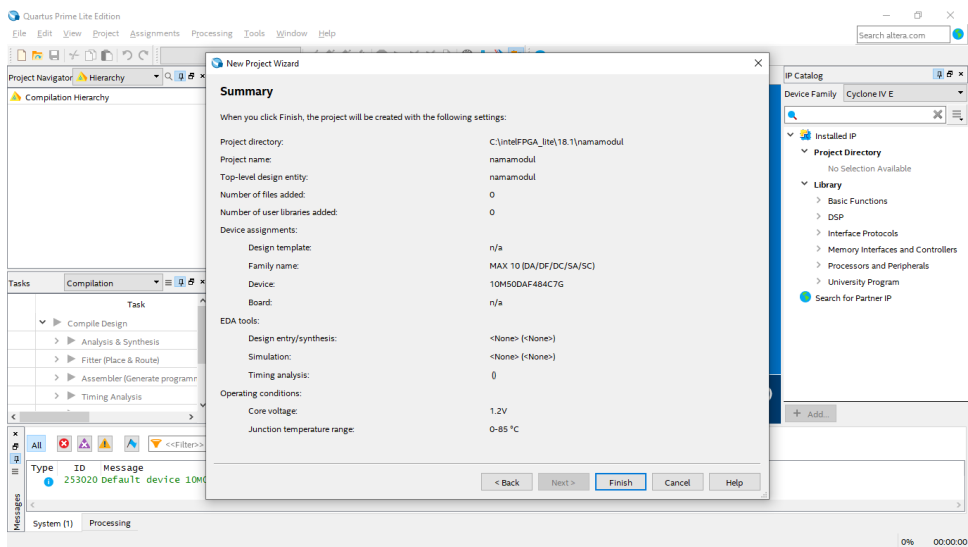 Quartus Prime Lite Edition
File Edit View Project Assignments Processing Tools Window Help
Search altera.com
Project Navigator Hierarchy
Compilation Hierarchy
New Project Wizard
Summary
When you click Finish, the project will be created with the following settings:
Project directory: C:\intelFPGA_lite\18.1\namamodul
Project name: namamodul
Top-level design entity: namamodul
Number of files added: 0
Number of user libraries added: 0
Device assignments:
Design template: n/a
Family name: MAX 10 (DA/DF/DC/SA/SC)
Device: 10M50DAF484C7G
Board: n/a
EDA tools:
Design entry/synthesis: <None> (<None>)
Simulation: <None> (<None>)
Timing analysis: ()
Operating conditions:
Core voltage: 1.2V
Junction temperature range: 0-85 °C
< Back Next > Finish Cancel Help
IP Catalog
Device Family Cyclone IV E
Installed IP
Project Directory
No Selection Available
Library
Basic Functions
DSP
Interface Protocols
Memory Interfaces and Controllers
Processors and Peripherals
University Program
Search for Partner IP
+ Add...
Tasks Compilation
Task
Compile Design
Analysis & Synthesis
Fitter (Place & Route)
Assembler (Generate programm
Timing Analysis
All <<Filter>>
Type ID Message
253020 Default device 10M
System (1) Processing
Messages
0% 00:00:00